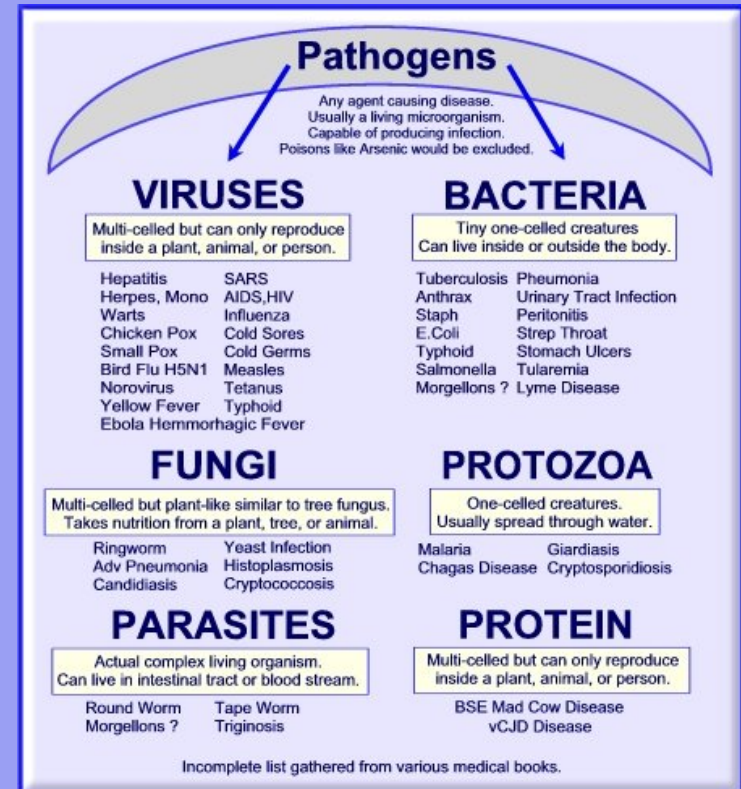 Pathogens
Any agent causing disease.
Usually a living microorganism.
Capable of producing infection.
Poisons like Arsenic would be excluded.
VIRUSES
Multi-celled but can only reproduce
inside a plant, animal, or person.
Hepatitis SARS
Herpes, Mono AIDS,HIV
Warts Influenza
Chicken Pox Cold Sores
Small Pox Cold Germs
Bird Flu H5N1 Measles
Norovirus Tetanus
Yellow Fever Typhoid
Ebola Hemmorhagic Fever
BACTERIA
Tiny one-celled creatures
Can live inside or outside the body.
Tuberculosis Pheumonia
Anthrax Urinary Tract Infection
Staph Peritonitis
E.Coli Strep Throat
Typhoid Stomach Ulcers
Salmonella Tularemia
Morgellons ? Lyme Disease
FUNGI
Multi-celled but plant-like similar to tree fungus.
Takes nutrition from a plant, tree, or animal.
Ringworm Yeast Infection
Adv Pneumonia Histoplasmosis
Candidiasis Cryptococcosis
PROTOZOA
One-celled creatures.
Usually spread through water.
Malaria Giardiasis
Chagas Disease Cryptosporidiosis
PARASITES
Actual complex living organism.
Can live in intestinal tract or blood stream.
Round Worm Tape Worm
Morgellons ? Triginosis
PROTEIN
Multi-celled but can only reproduce
inside a plant, animal, or person.
BSE Mad Cow Disease
vCJD Disease
Incomplete list gathered from various medical books.